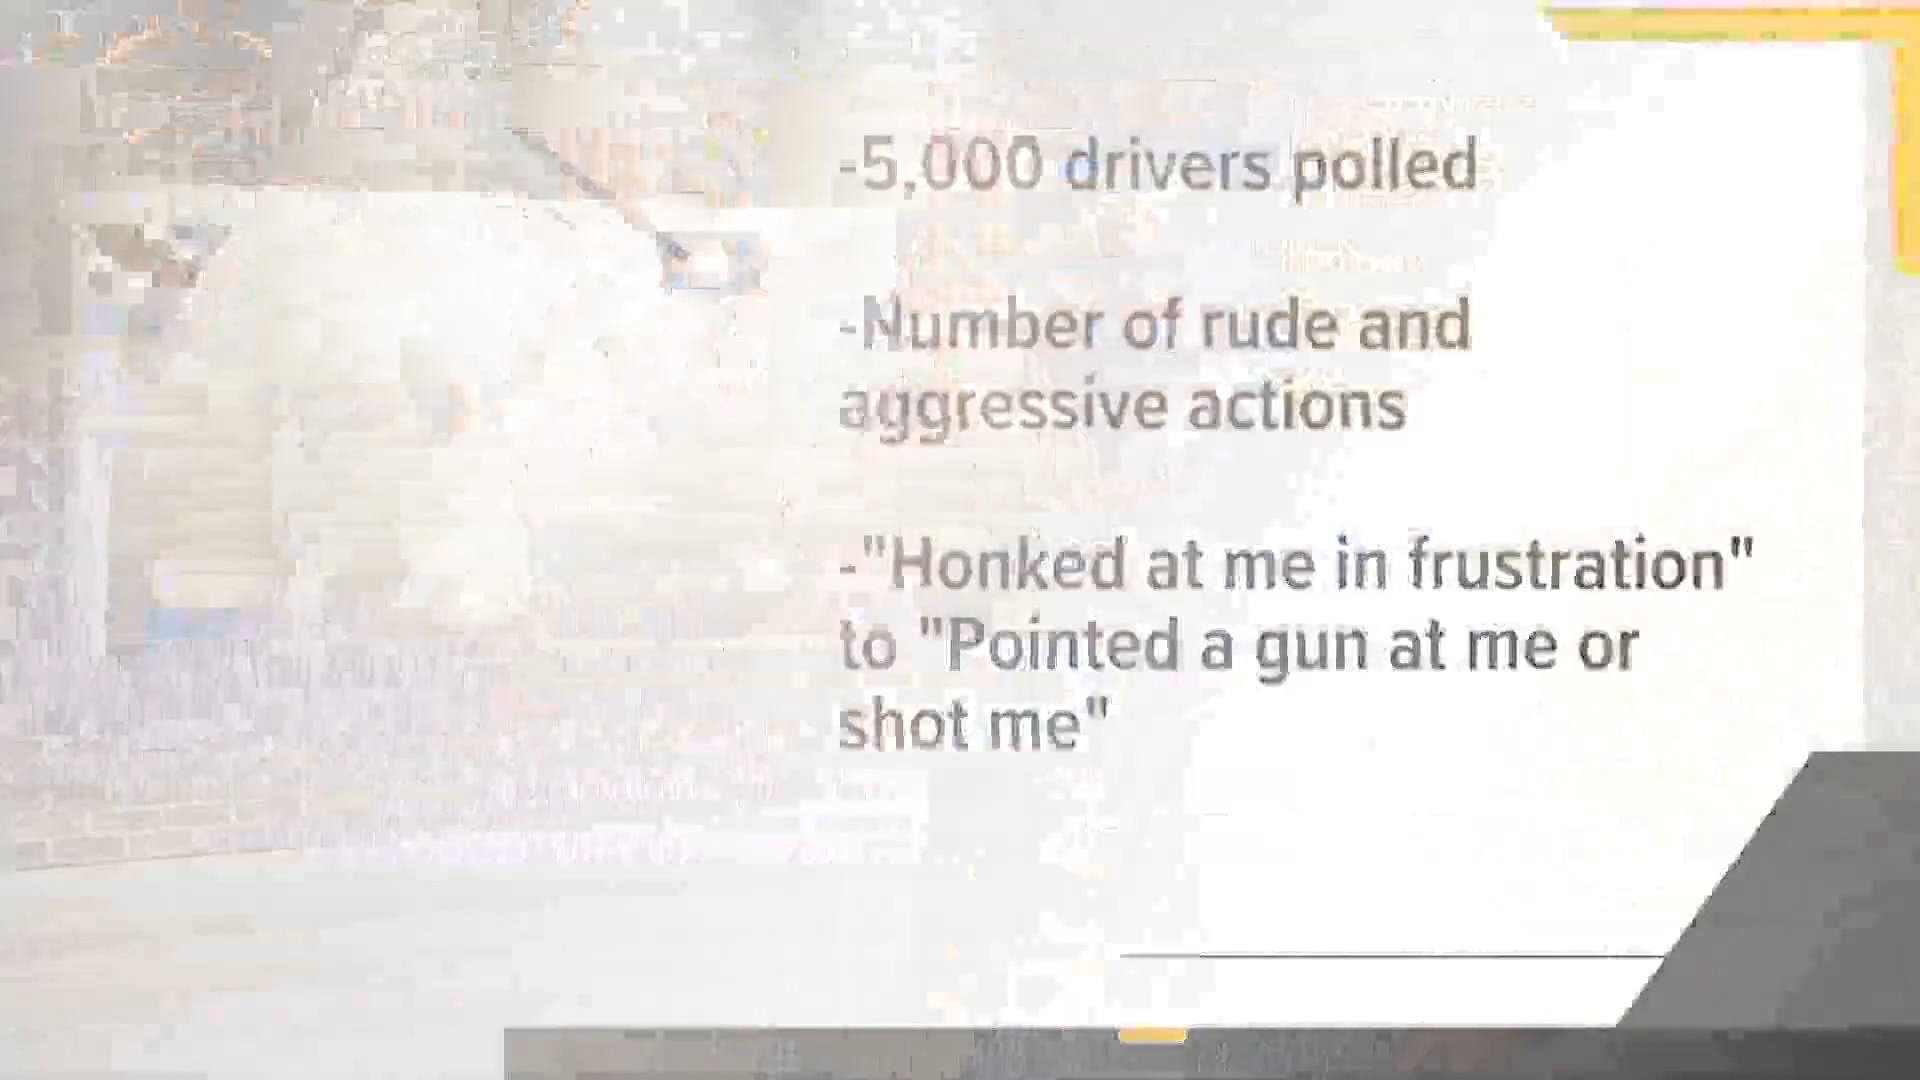 -5,000 drivers polled
-Number of rude and
aggressive actions
-"Honked at me in frustration"
to "Pointed a gun at me or
shot me"